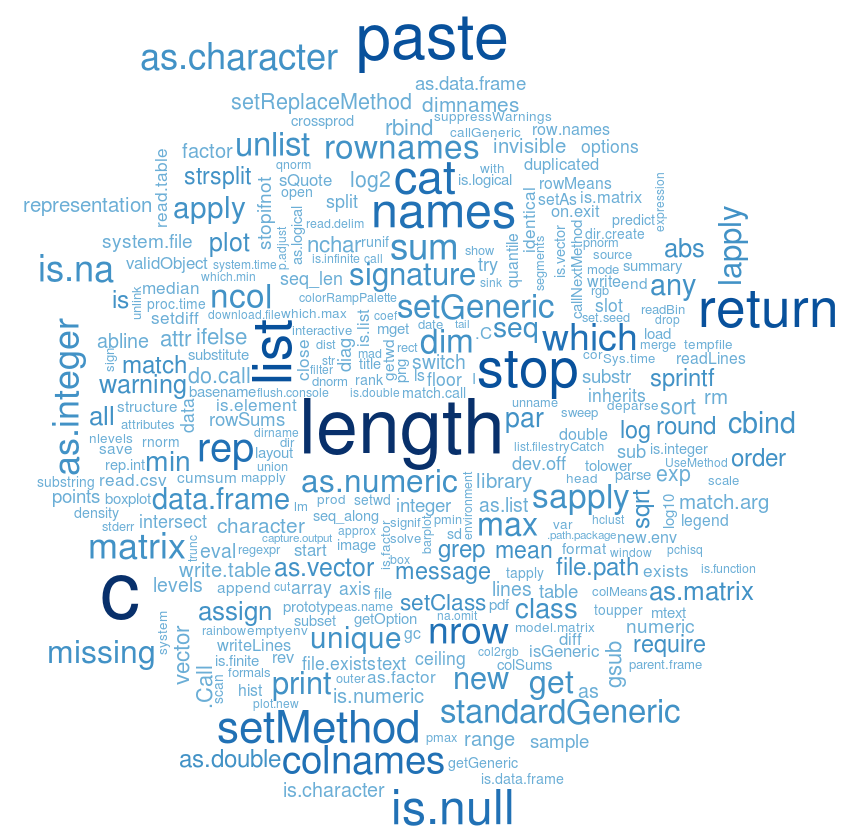 paste
as.character
as.data.frame
setReplaceMethod
dimnames
suppressWarnings
crossprod
rbind
callGeneric
row.names
factor
unlist
rownames
invisible
options
qnorm
duplicated
strsplit
sQuote
log2
cat
is.logical
with
rowMeans
open
read.table
representation
apply
stopifnot
split
names
identical
setAs
is.matrix
on.exit
expression
predict
as.logical
read.delim
system.file
plot
nchar
runif
sum
show
quantile
segments
is.vector
callNextMethod
pnorm
dir.create
source
abs
lapply
validObject
system.time
p.adjust
is.infinite
call
is.na
which.min
seq_len
signature
try
sink
mode
summary
write
end
any
is
unlink
median
proc.time
ncol
colorRampPalette
setGeneric
rgb
slot
set.seed
readBin
drop
return
download.file
which.max
coef
setdiff
abline
attr
ifelse
list
interactive
is.list
mget
date
tail
.C
seq
which
load
merge
tempfile
as.integer
sign
match
substitute
close
dist
diag
mad
getwd
rect
dim
cor
Sys.time
readLines
str
filter
title
png
switch
stop
warning
do.call
dnorm
rank
ls
floor
I
substr
sprintf
basename
flush.console
is.double
match.call
inherits
rm
all
structure
data
is.element
length
unname
deparse
sort
attributes
rowSums
par
sweep
log
round
cbind
nlevels
rnorm
dirname
dir
list.files
tryCatch
double
save
rep
layout
sub
is.integer
rep.int
min
union
dev.off
tolower
UseMethod
order
substring
read.csv
cumsum
mapply
as.numeric
library
head
parse
exp
scale
points
boxplot
data.frame
lm
prod
setwd
environment
integer
as.list
sapply
sqrt
log10
match.arg
density
seq_along
stderr
intersect
character
approx
is.factor
signif
barplot
pmin
max
var
hclust
legend
matrix
trunc
capture.output
solve
sd
.path.package
new.env
eval
regexpr
start
image
grep
mean
format
window
pchisq
write.table
as.vector
box
message
tapply
file.path
exists
is.function
levels
append
cut
array
axis
file
lines
table
colMeans
as.matrix
c
assign
prototype
as.name
setClass
pdf
class
toupper
mtext
subset
getOption
na.omit
system
rainbow
emptyenv
unique
gc
nrow
model.matrix
numeric
diff
missing
vector
writeLines
col2rgb
isGeneric
require
is.finite
rev
file.exists
text
ceiling
colSums
gsub
parent.frame
.Call
scan
formals
hist
print
outer
as.factor
new
get
as
is.numeric
plot.new
setMethod
standardGeneric
pmax
range
sample
as.double
colnames
getGeneric
is.data.frame
is.character
is.null